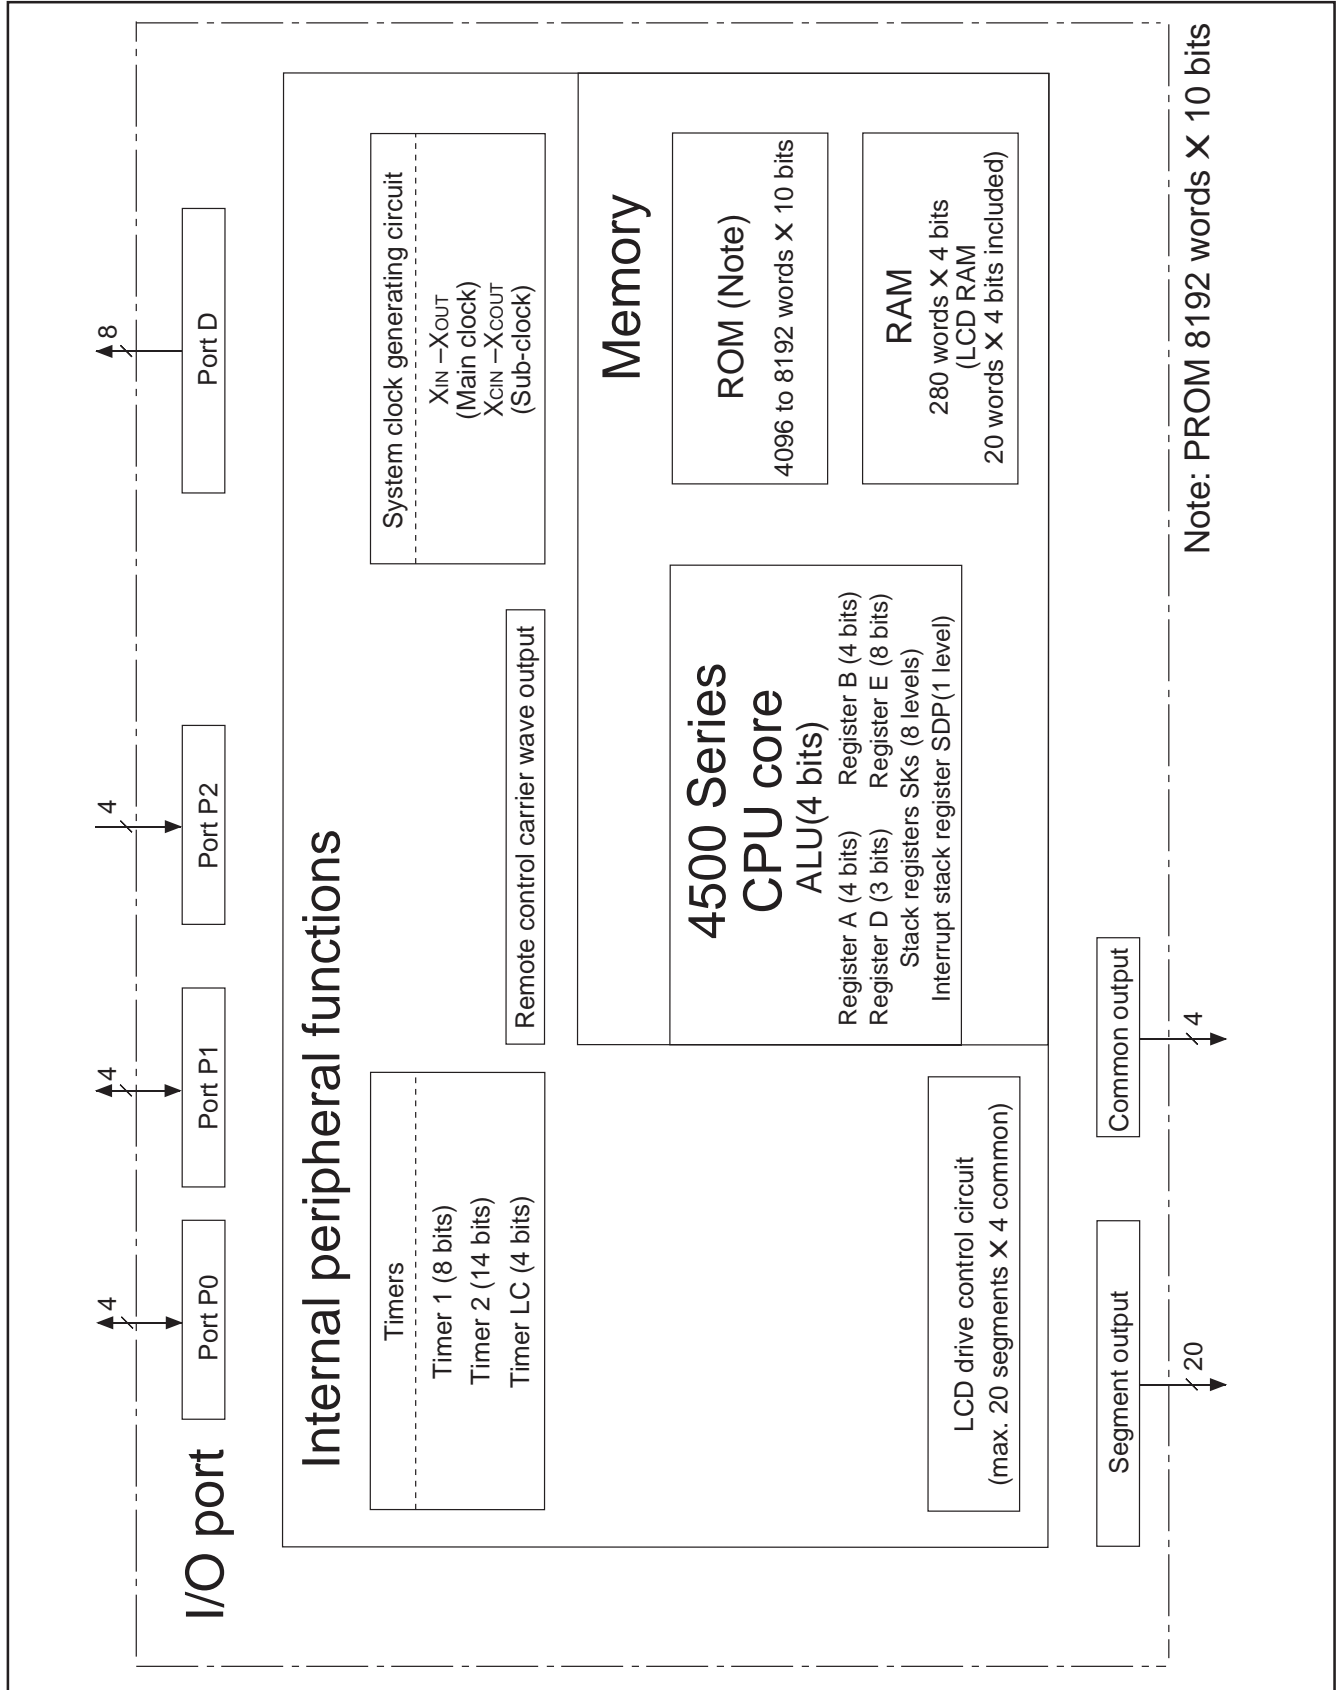 4
4
4
8
I/O port
Port P0
Port P1
Port P2
Port D
Internal peripheral functions
Timers
Timer 1 (8 bits)
Timer 2 (14 bits)
Timer LC (4 bits)
Remote control carrier wave output
System clock generating circuit
XIN –XOUT
(Main clock)
XCIN –XCOUT
(Sub-clock)
Memory
4500 Series
CPU core
ALU(4 bits)
Register A (4 bits) Register B (4 bits)
Register D (3 bits) Register E (8 bits)
Stack registers SKs (8 levels)
Interrupt stack register SDP(1 level)
ROM (Note)
4096 to 8192 words X 10 bits
RAM
280 words X 4 bits
(LCD RAM
20 words X 4 bits included)
LCD drive control circuit
(max. 20 segments X 4 common)
Segment output
Common output
20
4
Note: PROM 8192 words X 10 bits